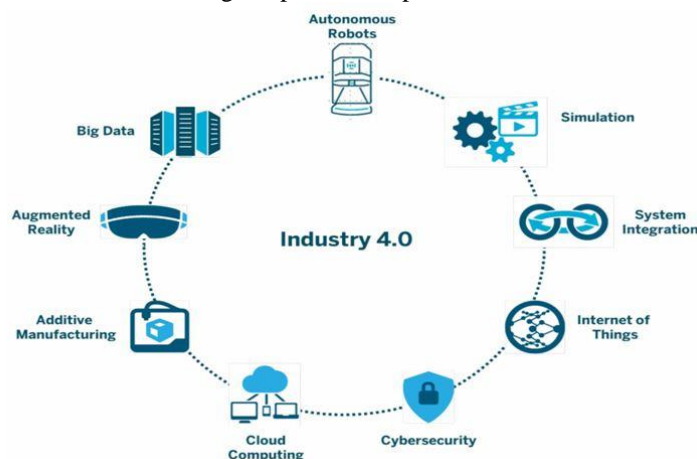 Autonomous
Robots
Simulation
Big Data
System
Integration
Augmented
Reality
Industry 4.0
Internet of
Things
Additive
Manufacturing
Cybersecurity
Cloud
Computing